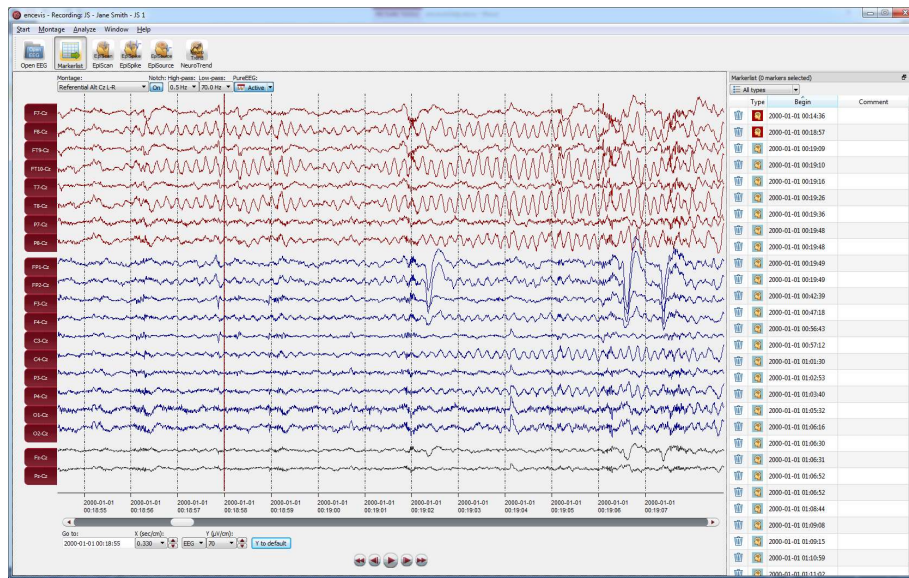 encevis - Recording: JS - Jane Smith - JS 1
Start Montage Analyze Window Help
Open EEG Markerlist EpiScan EpiSpike EpiSource NeuroTrend
Montage: Notch: High-pass: Low-pass: PureEEG:
Referential Alt Cz L-R On 0.5 Hz 70.0 Hz Active
F7-Cz
F8-Cz
FT9-Cz
FT10-Cz
T7-Cz
T8-Cz
P7-Cz
P8-Cz
FP1-Cz
FP2-Cz
F3-Cz
F4-Cz
C3-Cz
C4-Cz
P3-Cz
P4-Cz
O1-Cz
O2-Cz
Fz-Cz
Pz-Cz
2000-01-01 2000-01-01 2000-01-01 2000-01-01 2000-01-01 2000-01-01 2000-01-01 2000-01-01 2000-01-01 2000-01-01 2000-01-01 2000-01-01 2000-01-01
00:18:55 00:18:56 00:18:57 00:18:58 00:18:59 00:19:00 00:19:01 00:19:02 00:19:03 00:19:04 00:19:05 00:19:06 00:19:07
Go to: X (sec/cm): Y (µV/cm):
2000-01-01 00:18:55 0.330 EEG 70 Y to default
Markerlist (0 markers selected)
All types
Type Begin Comment
2000-01-01 00:14:36
2000-01-01 00:18:57
2000-01-01 00:19:09
2000-01-01 00:19:10
2000-01-01 00:19:16
2000-01-01 00:19:26
2000-01-01 00:19:36
2000-01-01 00:19:48
2000-01-01 00:19:48
2000-01-01 00:19:49
2000-01-01 00:19:49
2000-01-01 00:42:39
2000-01-01 00:47:18
2000-01-01 00:56:43
2000-01-01 00:57:12
2000-01-01 01:01:30
2000-01-01 01:02:53
2000-01-01 01:03:40
2000-01-01 01:05:32
2000-01-01 01:06:16
2000-01-01 01:06:30
2000-01-01 01:06:31
2000-01-01 01:06:52
2000-01-01 01:06:52
2000-01-01 01:08:44
2000-01-01 01:09:08
2000-01-01 01:09:15
2000-01-01 01:10:59
2000-01-01 01:11:02